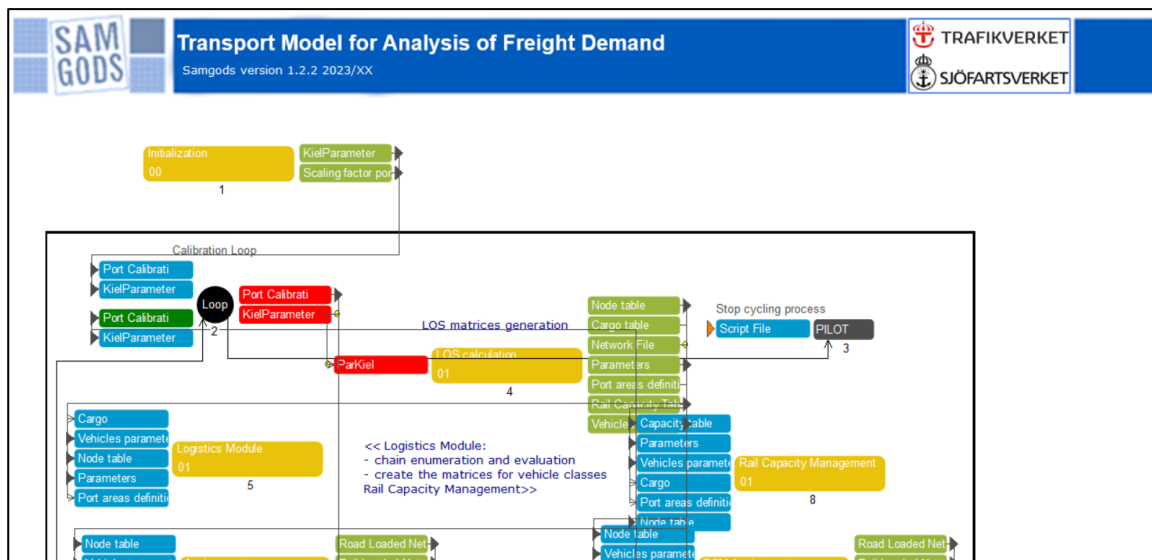 SAM
GODS
Transport Model for Analysis of Freight Demand
Samgods version 1.2.2 2023/XX
TRAFIKVERKET
SJÖFARTSVERKET
Initialization
00
1
KielParameter
Scaling factor por
Calibration Loop
Port Calibrati
KielParameter
Port Calibrati
KielParameter
Loop
2
Port Calibrati
KielParameter
LOS matrices generation
ParKiel
LOS calculation
01
4
Node table
Cargo table
Network File
Parameters
Port areas definiti
Rail Capacity Tab
Vehicle
Stop cycling process
Script File
PILOT
3
Cargo
Vehicles paramete
Node table
Parameters
Port areas definiti
Logistics Module
01
5
<< Logistics Module:
- chain enumeration and evaluation
- create the matrices for vehicle classes
Rail Capacity Management>>
Capacity table
Parameters
Vehicles paramete
Cargo
Port areas definiti
Node table
Rail Capacity Management
01
8
Node table
Road Loaded Net
Node table
Vehicles paramete
Road Loaded Net